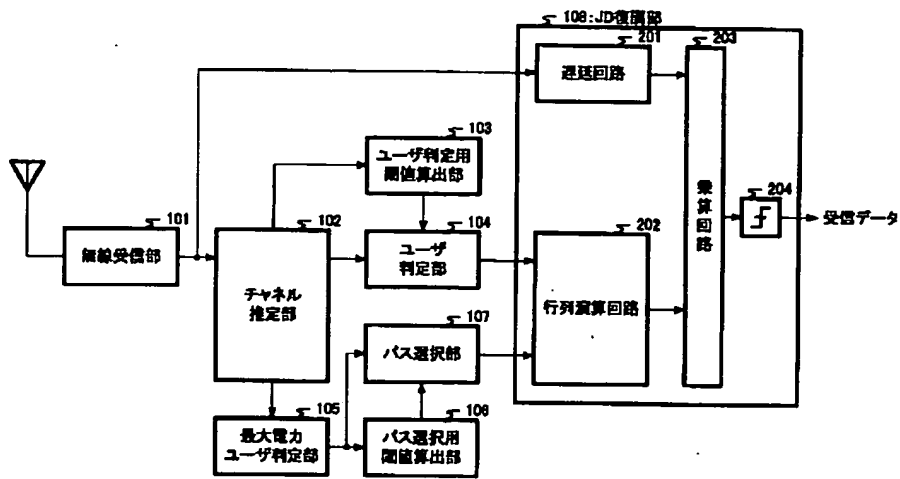 108:JD復調部
201
遅延回路
203
乗算回路
103
ユーザ判定用
閾値算出部
204
受信データ
101
無線受信部
102
チャネル
推定部
104
ユーザ
判定部
202
行列演算回路
107
パス選択部
105
最大電力
ユーザ判定部
106
パス選択用
閾値算出部